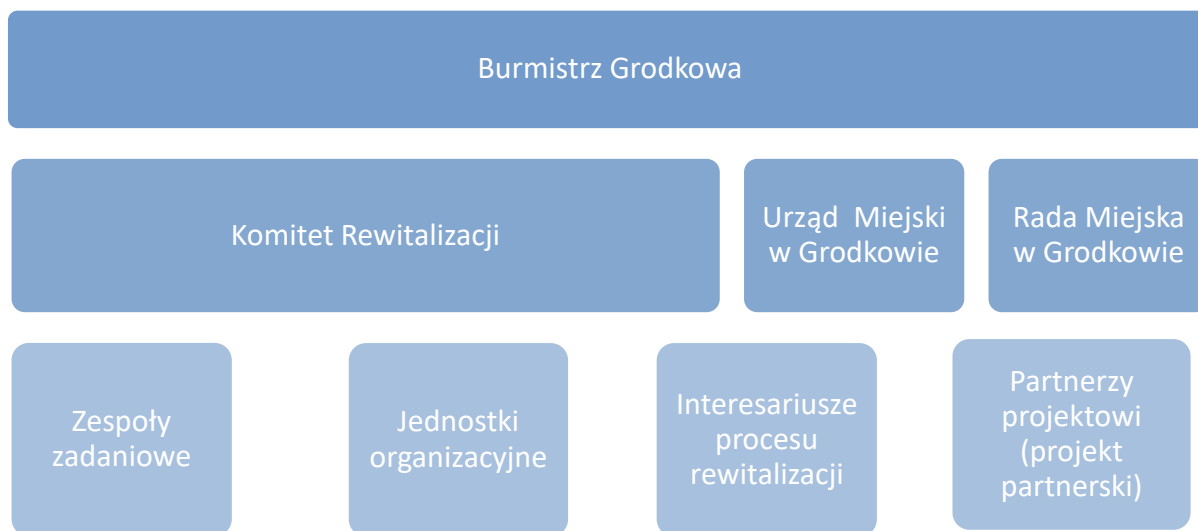 Burmistrz Grodkowa
Komitet Rewitalizacji
Urząd Miejski
w Grodkowie
Rada Miejska
w Grodkowie
Zespoły
zadaniowe
Jednostki
organizacyjne
Interesariusze
procesu
rewitalizacji
Partnerzy
projektowi
(projekt
partnerski)